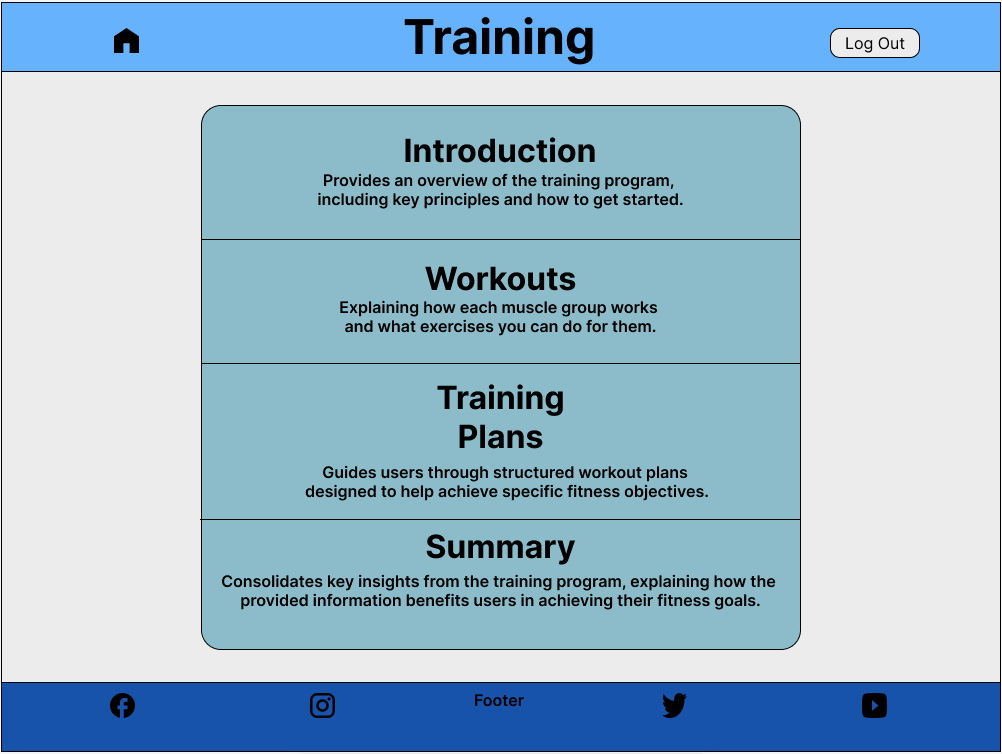 Training
Log Out
Introduction
Provides an overview of the training program,
including key principles and how to get started.
Workouts
Explaining how each muscle group works
and what exercises you can do for them.
Training
Plans
Guides users through structured workout plans
designed to help achieve specific fitness objectives.
Summary
Consolidates key insights from the training program, explaining how the
provided information benefits users in achieving their fitness goals.
Footer